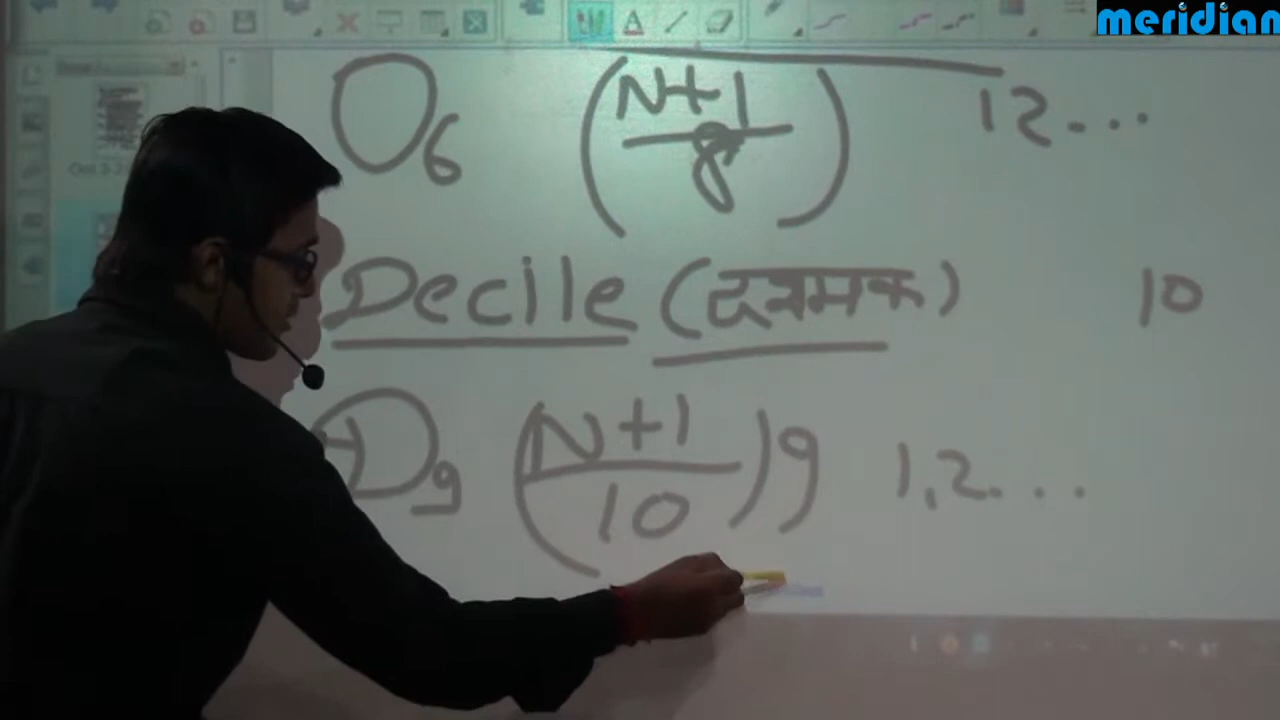 meridian
O6 (N+1/8) 12...
Decile (दशमक) 10
D9 (N+1/10)9 1,2....